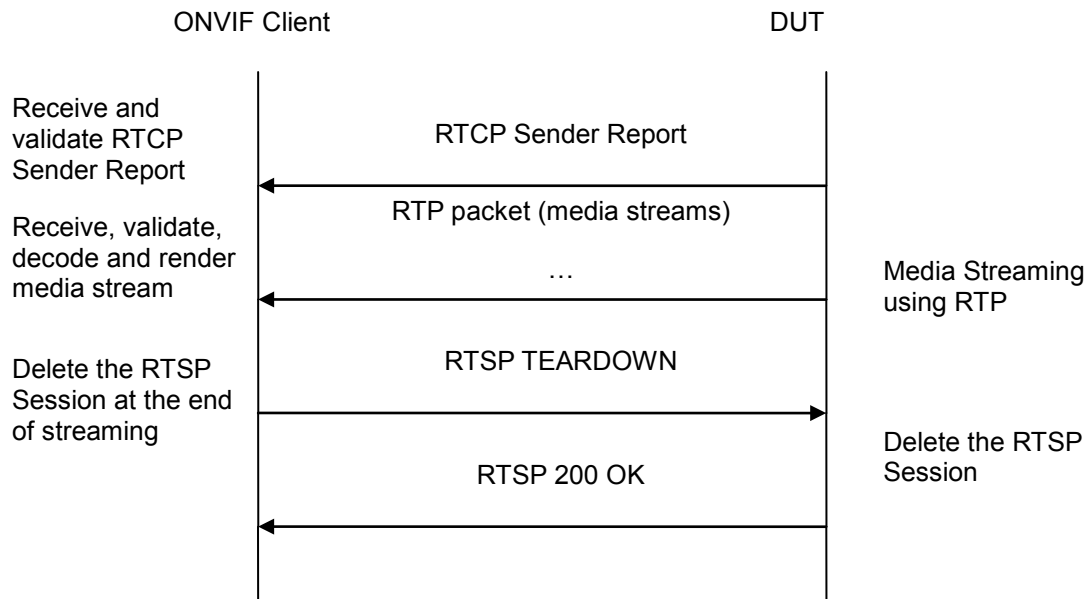 ONVIF Client
DUT
Receive and
validate RTCP
Sender Report
RTCP Sender Report
RTP packet (media streams)
Receive, validate,
decode and render
media stream
…
Media Streaming
using RTP
RTSP TEARDOWN
Delete the RTSP
Session at the end
of streaming
Delete the RTSP
Session
RTSP 200 OK